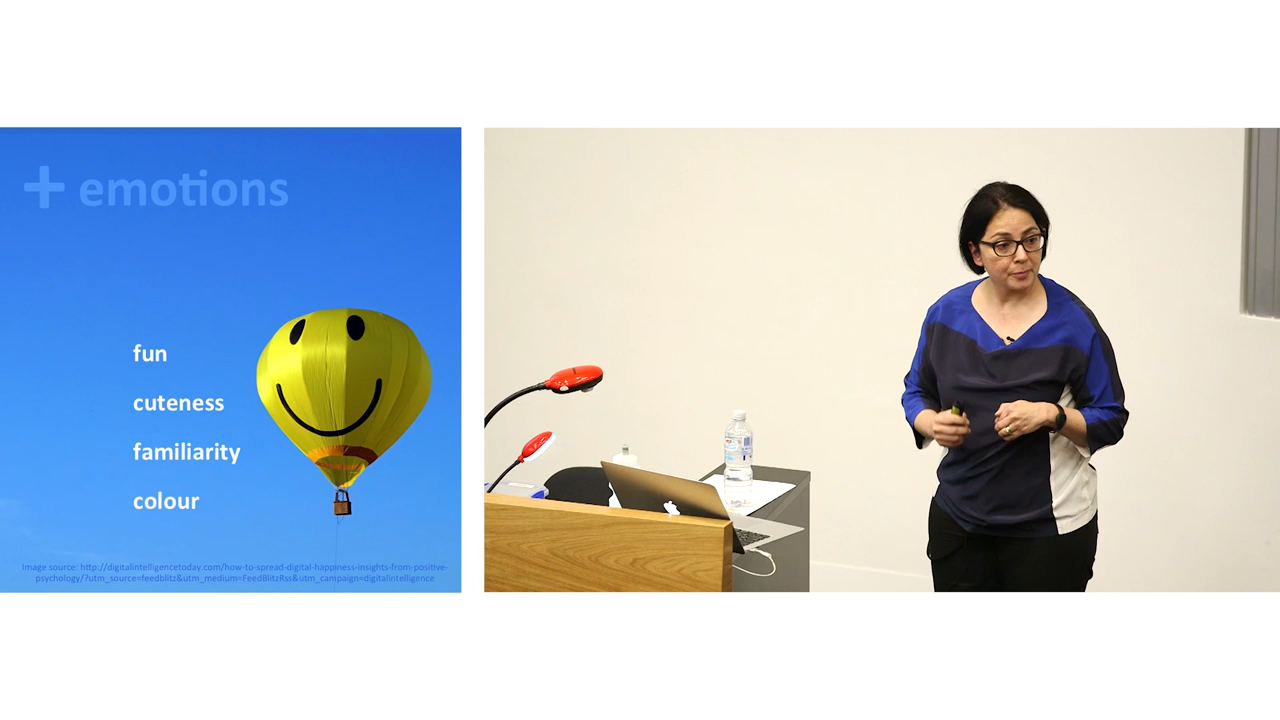 + emotions
fun
cuteness
familiarity
colour
Image source: http://digitalintelligencetoday.com/how-to-spread-digital-happiness-insights-from-positive-
psychology/?utm_source=feedblitz&utm_medium=FeedBlitzRss&utm_campaign=digitalintelligence